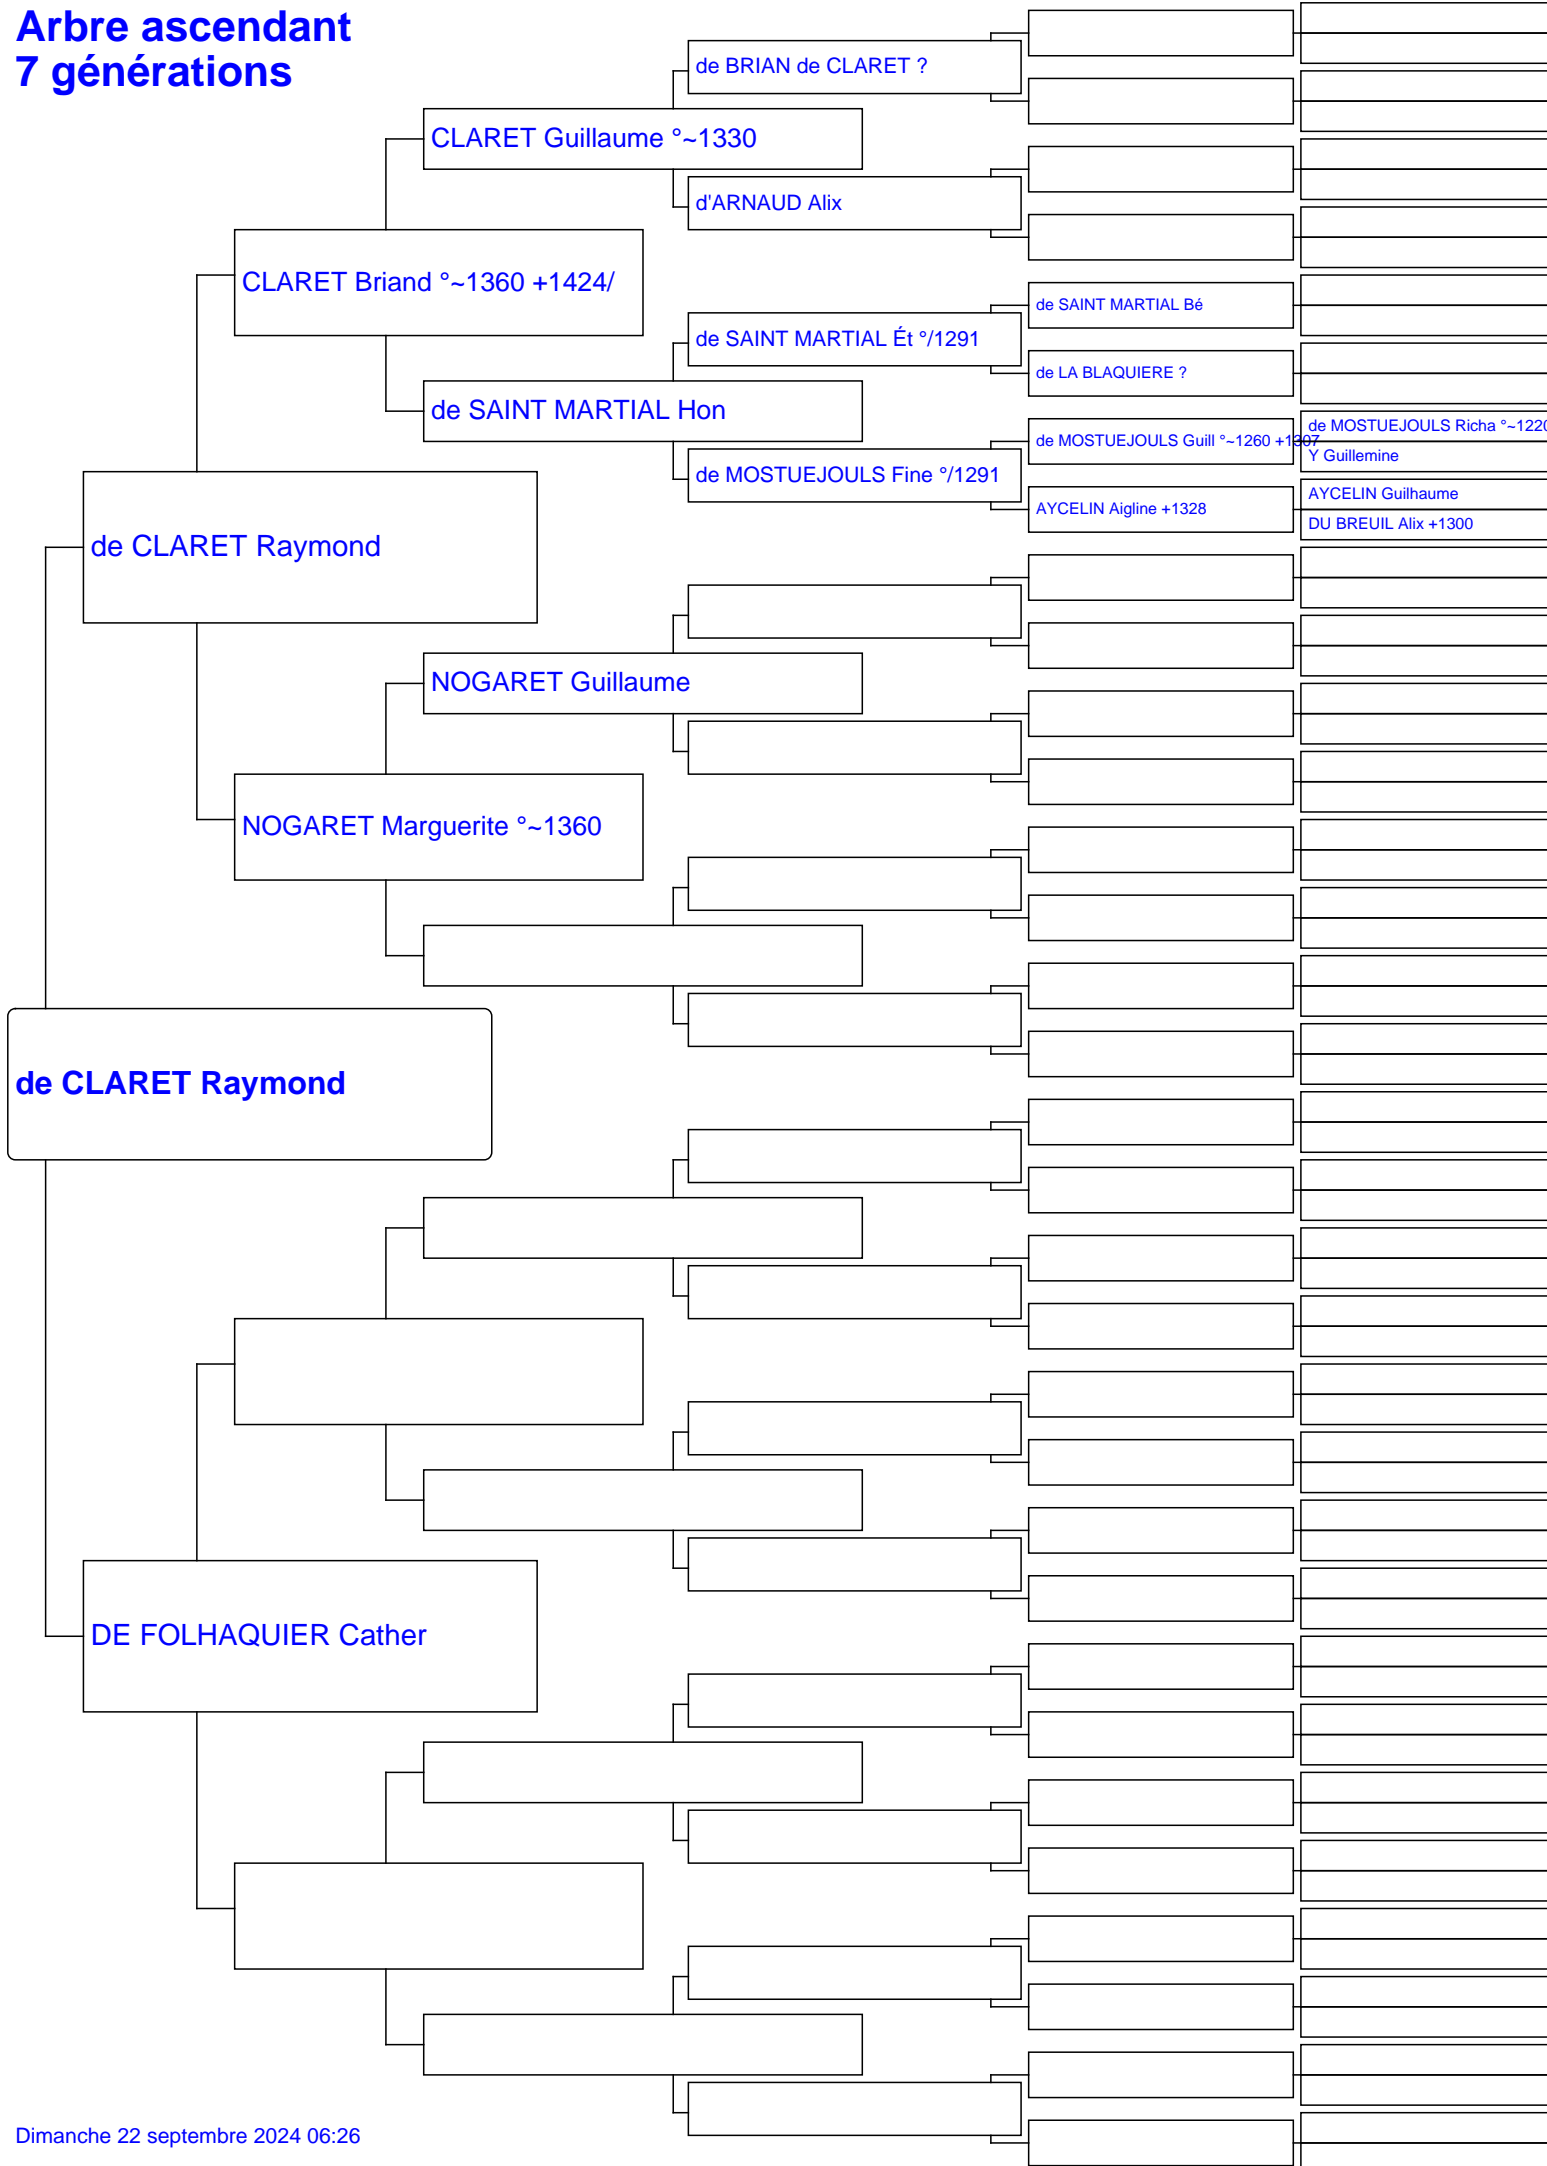 Arbre ascendant
7 générations
de BRIAN de CLARET ?
CLARET Guillaume °~1330
d'ARNAUD Alix
CLARET Briand °~1360 +1424/
de SAINT MARTIAL Bé
de SAINT MARTIAL Ét °/1291
de LA BLAQUIERE ?
de SAINT MARTIAL Hon
de MOSTUEJOULS Richa °~1220
de MOSTUEJOULS Guill °~1260 +1307
Y Guillemine
de MOSTUEJOULS Fine °/1291
AYCELIN Guilhaume
AYCELIN Aigline +1328
DU BREUIL Alix +1300
de CLARET Raymond
NOGARET Guillaume
NOGARET Marguerite °~1360
de CLARET Raymond
DE FOLHAQUIER Cather
Dimanche 22 septembre 2024 06:26